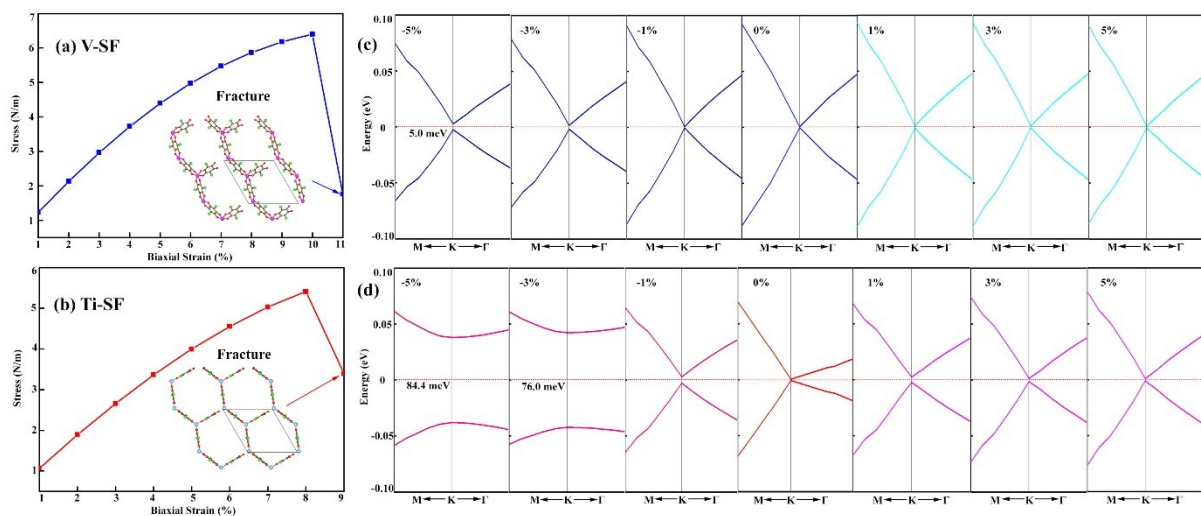 (a) V-SF
Fracture
Stress (N/m)
7
6
5
4
3
2
1
1 2 3 4 5 6 7 8 9 10 11
Biaxial Strain (%)
(b) Ti-SF
Fracture
Stress (N/m)
6
5
4
3
2
1
1 2 3 4 5 6 7 8 9
Biaxial Strain (%)
(c)
Energy (eV)
0.10
0.05
0
-0.05
-0.10
-5% -3% -1% 0% 1% 3% 5%
5.0 meV
M K Γ M K Γ M K Γ M K Γ M K Γ M K Γ M K Γ
(d)
Energy (eV)
0.10
0.05
0
-0.05
-0.10
-5% -3% -1% 0% 1% 3% 5%
84.4 meV 76.0 meV
M K Γ M K Γ M K Γ M K Γ M K Γ M K Γ M K Γ